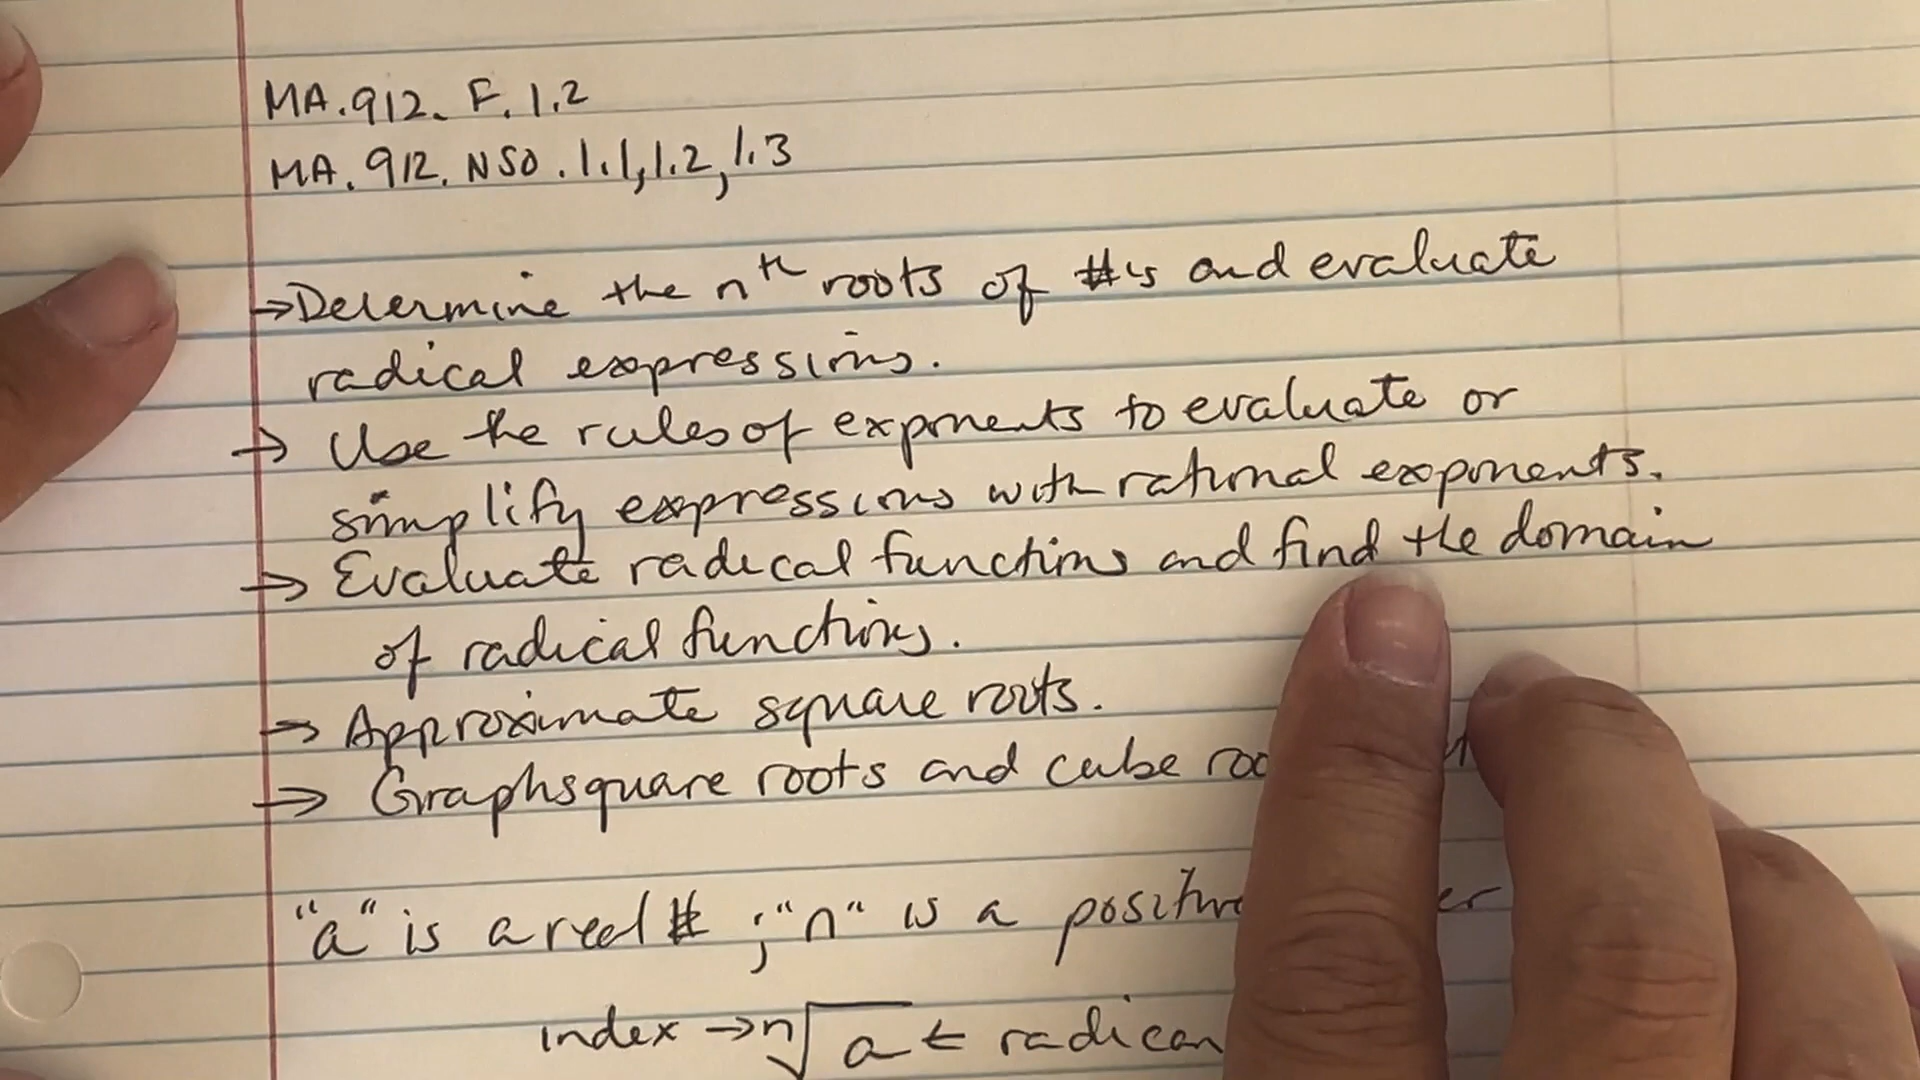 MA.912. F. 1.2
MA. 912. NSO . 1.1, 1.2, 1.3
→ Determine the nth roots of #'s and evaluate
radical expressions.
→ Use the rules of exponents to evaluate or
simplify expressions with rational exponents.
→ Evaluate radical functions and find the domain
of radical functions.
→ Approximate square roots.
→ Graph square roots and cube
"a" is a real # ; "n" is a
index → n√a ←